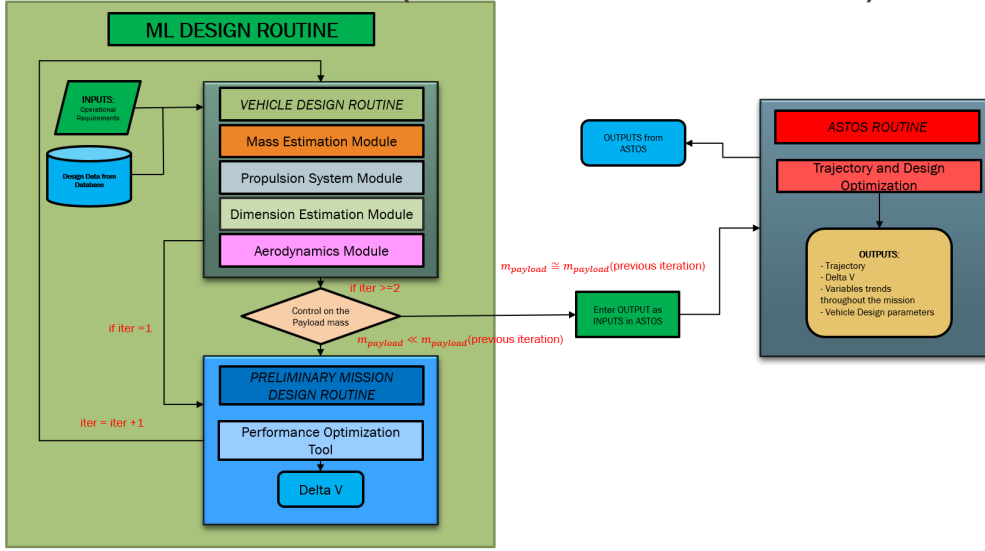 ML DESIGN ROUTINE
INPUTS:
Operational
Requirements
Design Data from
Database
VEHICLE DESIGN ROUTINE
Mass Estimation Module
Propulsion System Module
Dimension Estimation Module
Aerodynamics Module
if iter >=2
if iter =1
Control on the
Payload mass
m_payload ≅ m_payload(previous iteration)
m_payload ≪ m_payload(previous iteration)
iter = iter +1
PRELIMINARY MISSION
DESIGN ROUTINE
Performance Optimization
Tool
Delta V
Enter OUTPUT as
INPUTS in ASTOS
OUTPUTS from
ASTOS
ASTOS ROUTINE
Trajectory and Design
Optimization
OUTPUTS:
- Trajectory
- Delta V
- Variables trends
throughout the mission
- Vehicle Design parameters